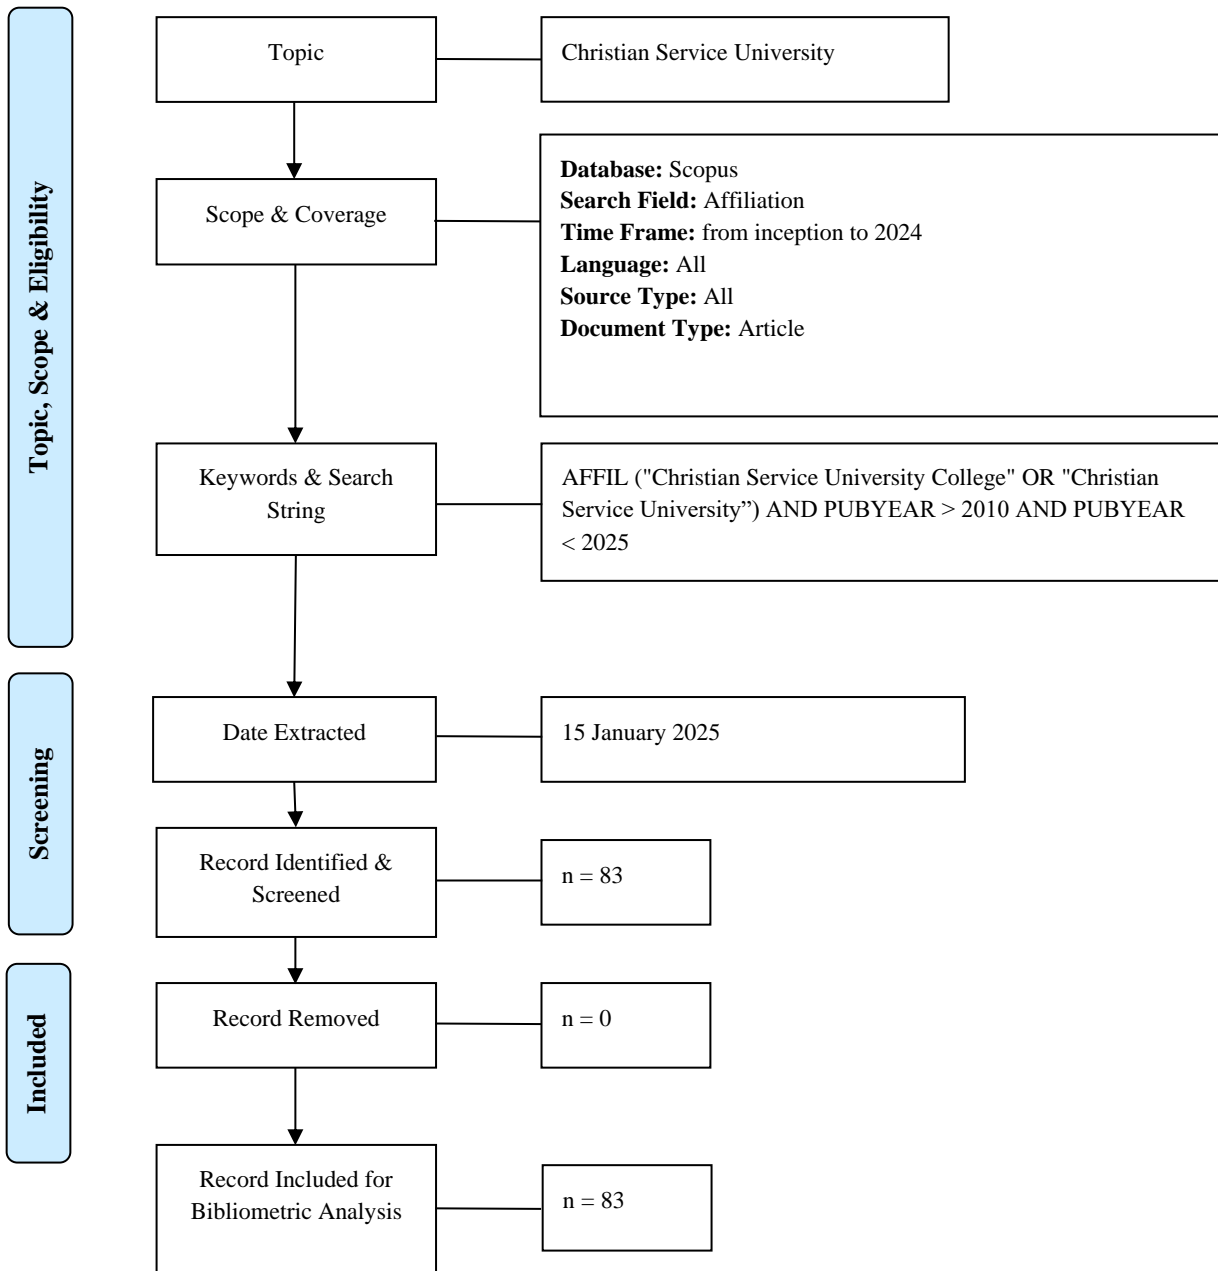 Topic, Scope & Eligibility
Topic
Christian Service University
Scope & Coverage
Database: Scopus
Search Field: Affiliation
Time Frame: from inception to 2024
Language: All
Source Type: All
Document Type: Article
Keywords & Search
String
AFFIL ("Christian Service University College" OR "Christian
Service University”) AND PUBYEAR > 2010 AND PUBYEAR
< 2025
Screening
Date Extracted
15 January 2025
Record Identified &
Screened
n = 83
Included
Record Removed
n = 0
Record Included for
Bibliometric Analysis
n = 83